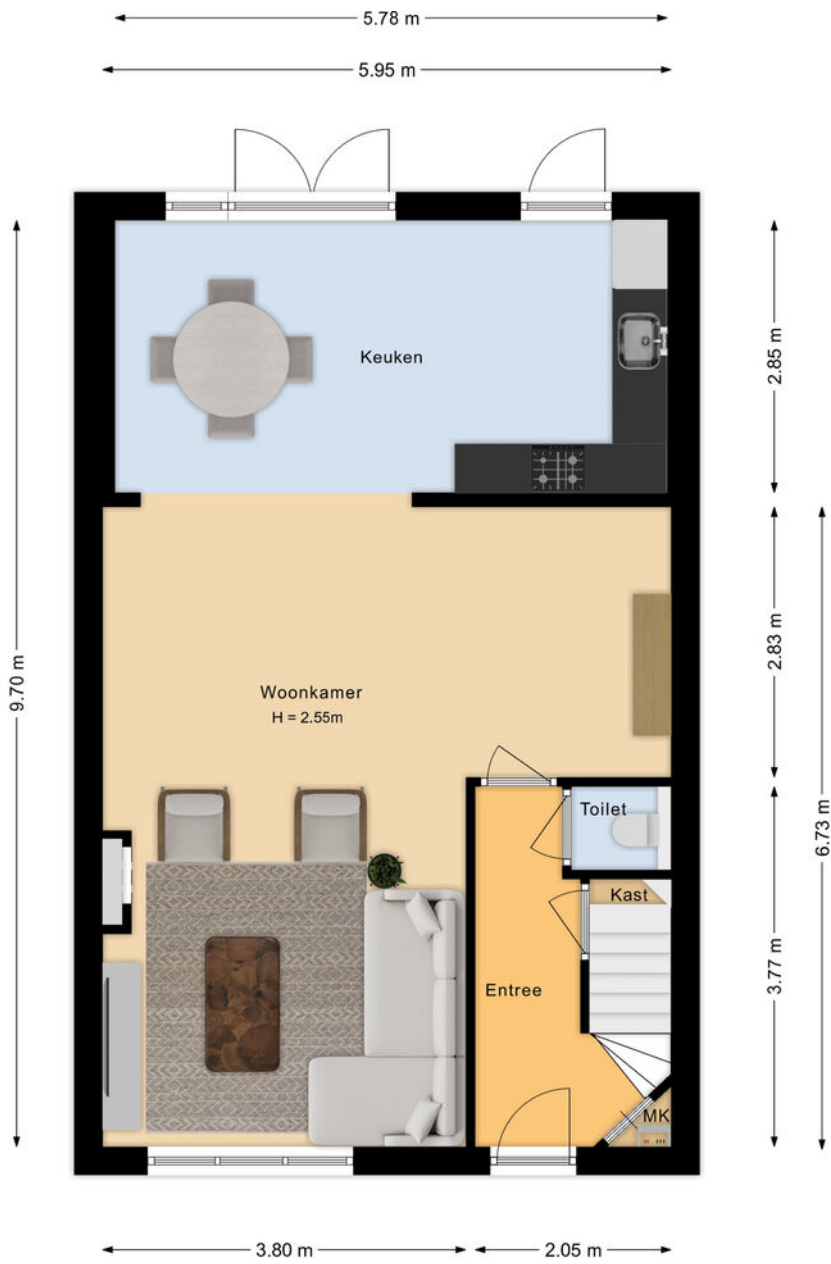 5.78 m
5.95 m
Keuken
2.85 m
9.70 m
2.83 m
Woonkamer
H = 2.55m
6.73 m
Toilet
Kast
3.77 m
Entree
MK
3.80 m
2.05 m